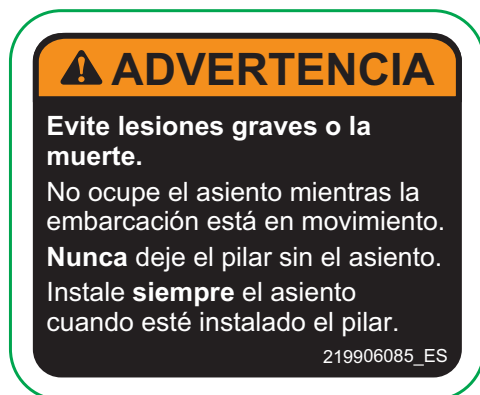 ADVERTENCIA
Evite lesiones graves o la
muerte.
No ocupe el asiento mientras la
embarcación está en movimiento.
Nunca deje el pilar sin el asiento.
Instale siempre el asiento
cuando esté instalado el pilar.
219906085_ES